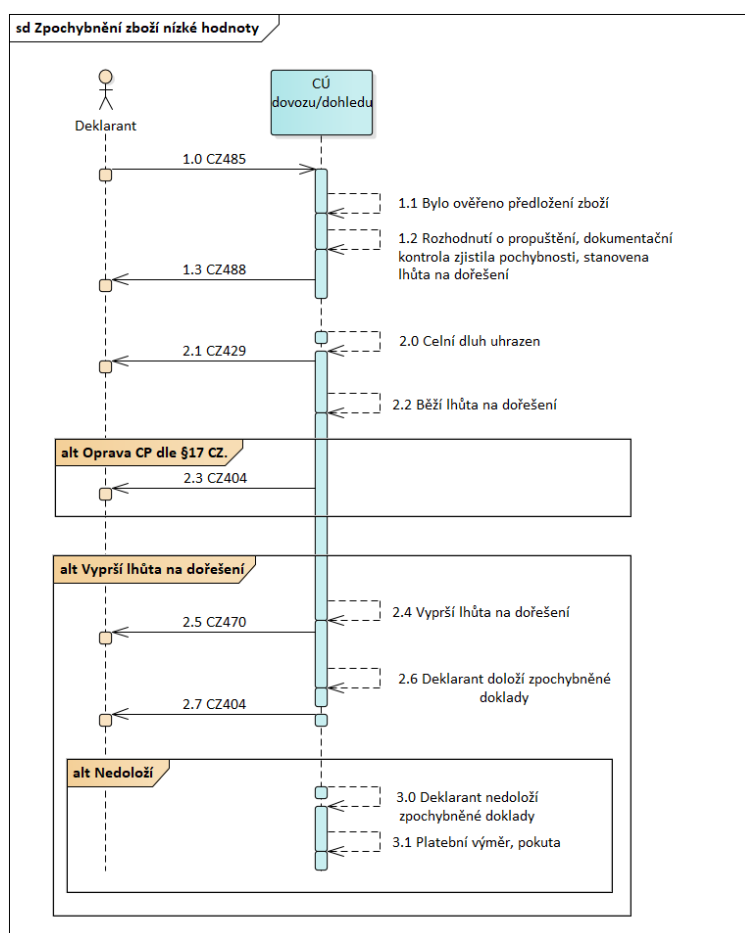 sd Zpochybnění zboží nízké hodnoty
CÚ
dovozu/dohledu
Deklarant
1.0 CZ485
1.1 Bylo ověřeno předložení zboží
1.2 Rozhodnutí o propuštění, dokumentační
kontrola zjistila pochybnosti, stanovena
lhůta na dořešení
1.3 CZ488
2.0 Celní dluh uhrazen
2.1 CZ429
2.2 Běží lhůta na dořešení
alt Oprava CP dle §17 CZ.
2.3 CZ404
alt Vyprší lhůta na dořešení
2.4 Vyprší lhůta na dořešení
2.5 CZ470
2.6 Deklarant doloží zpochybněné
doklady
2.7 CZ404
alt Nedoloží
3.0 Deklarant nedoloží
zpochybněné doklady
3.1 Platební výměr, pokuta